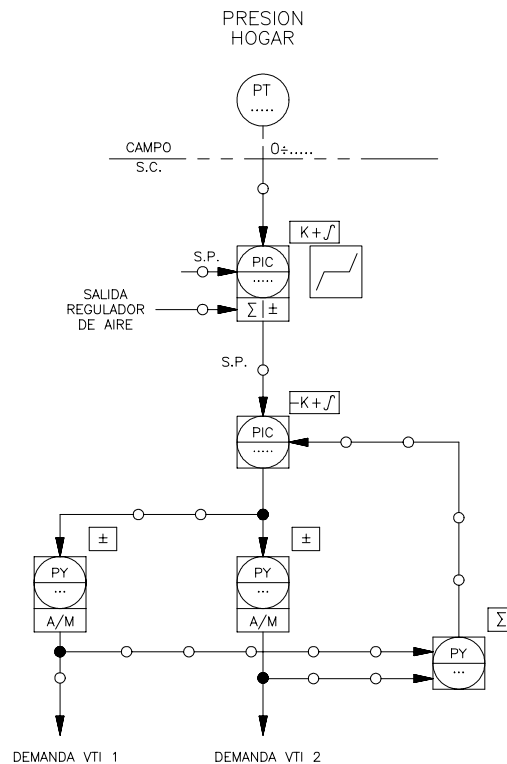 PRESION
HOGAR
PT
.....
CAMPO
0÷.....
S.C.
K+∫
S.P.
PIC
.....
SALIDA
REGULADOR
DE AIRE
Σ | ±
S.P.
-K+∫
PIC
.....
±
±
PY
...
PY
...
A/M
A/M
Σ
PY
...
DEMANDA VTI 1
DEMANDA VTI 2